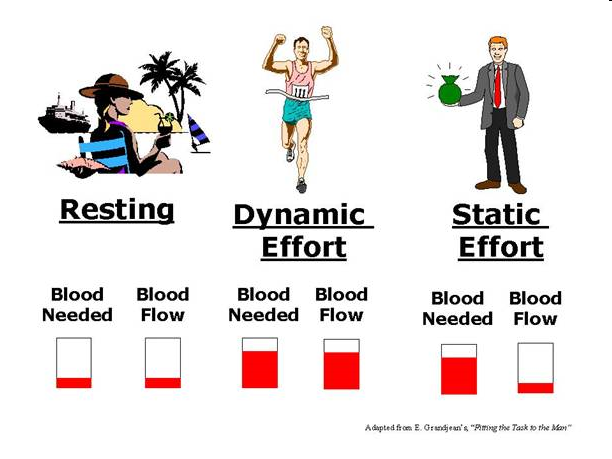 111
Resting
Dynamic
Effort
Static
Effort
Blood
Needed
Blood
Flow
Blood
Needed
Blood
Flow
Blood
Needed
Blood
Flow
Adapted from E. Grandjean's, "Fitting the Task to the Man"